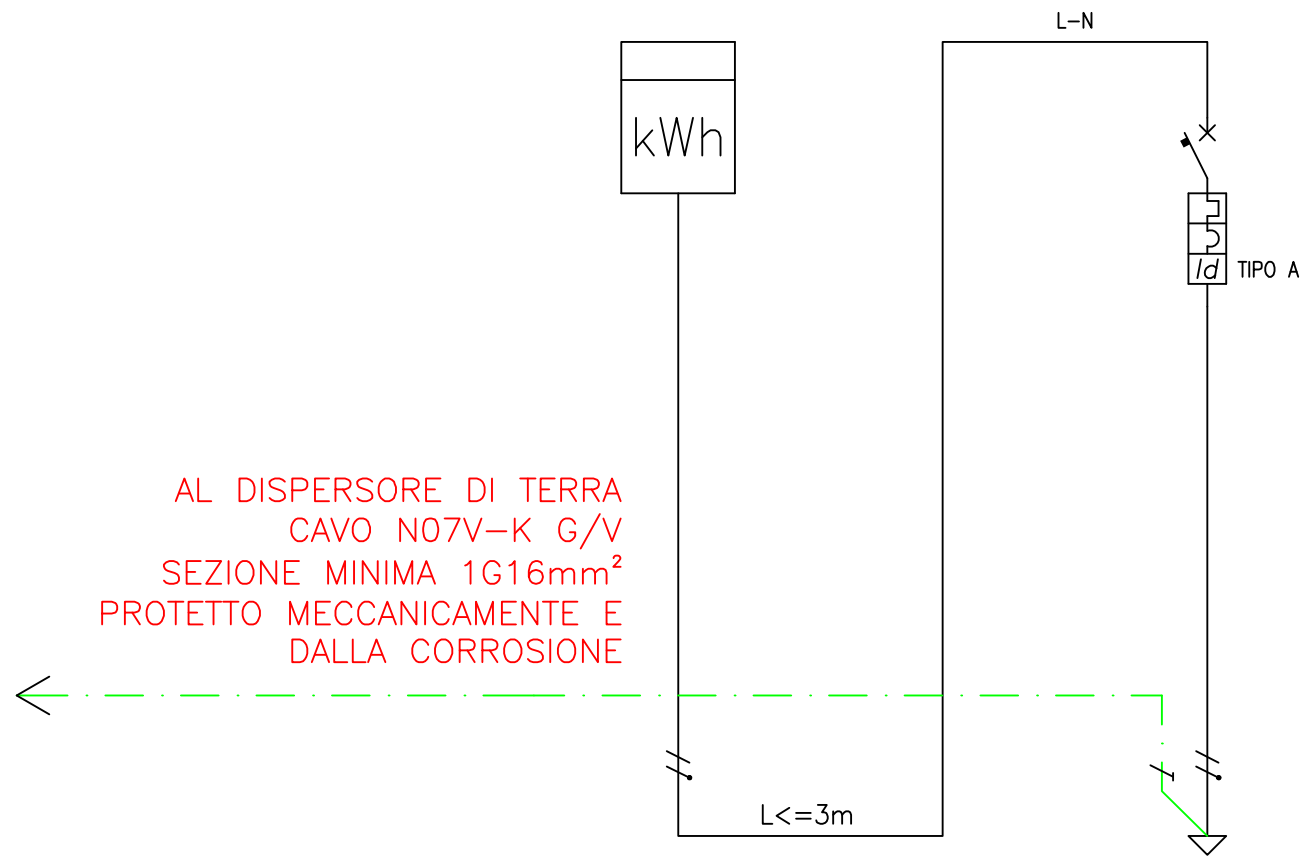 L-N
kWh
Id TIPO A
AL DISPERSORE DI TERRA
CAVO N07V-K G/V
SEZIONE MINIMA 1G16mm²
PROTETTO MECCANICAMENTE E
DALLA CORROSIONE
L<=3m